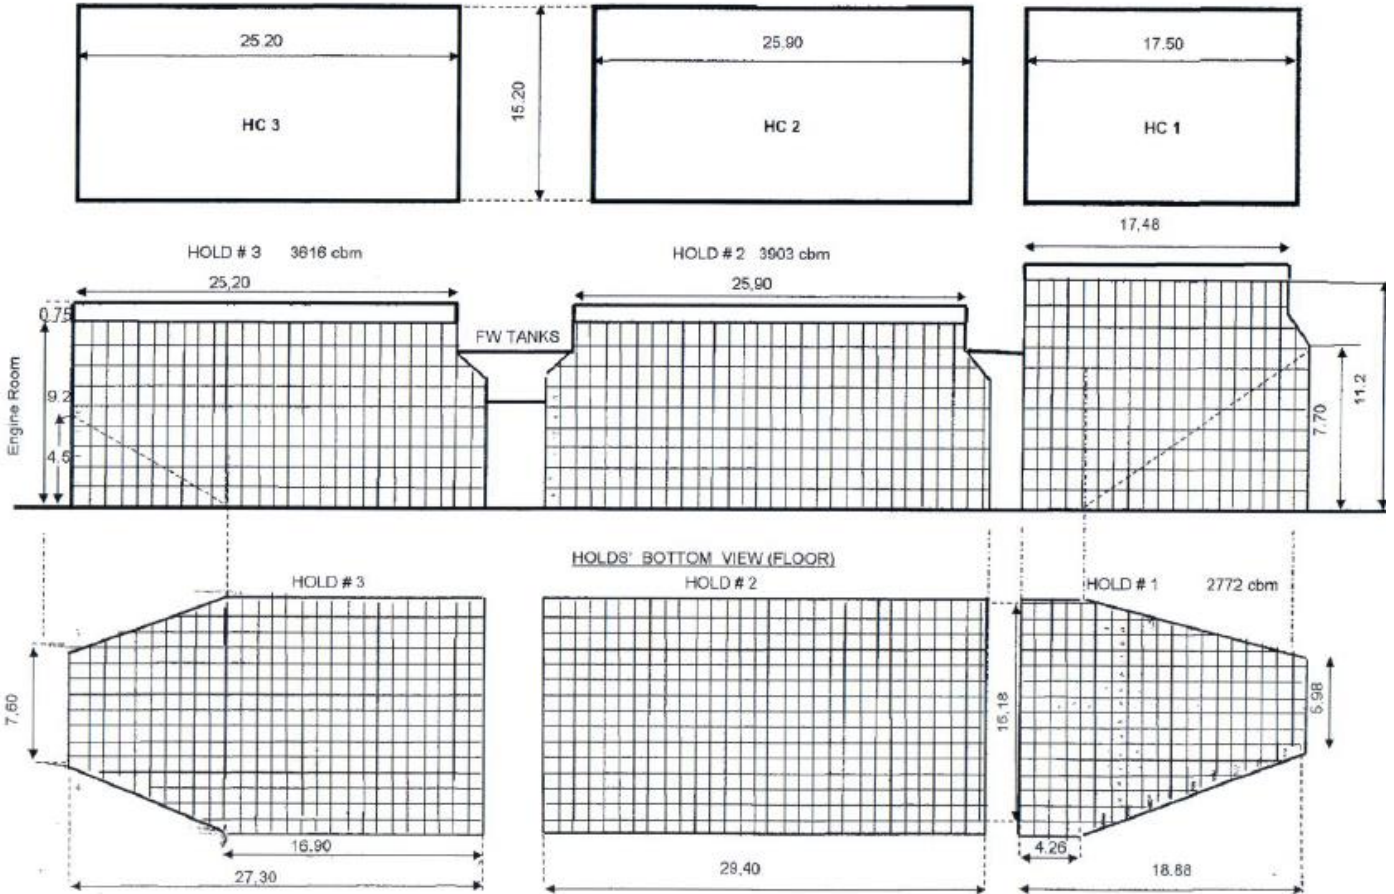 25.20
25.90
17.50
15.20
HC 3
HC 2
HC 1
17,48
HOLD # 3 3616 cbm
HOLD # 2 3903 cbm
25,20
25,90
0.75
FW TANKS
Engine Room
9.2
4.5
7.70
11.2
HOLDS' BOTTOM VIEW (FLOOR)
HOLD # 3
HOLD # 2
HOLD # 1 2772 cbm
7,60
16,18
5,98
16,90
4.26
27,30
29,40
18.68